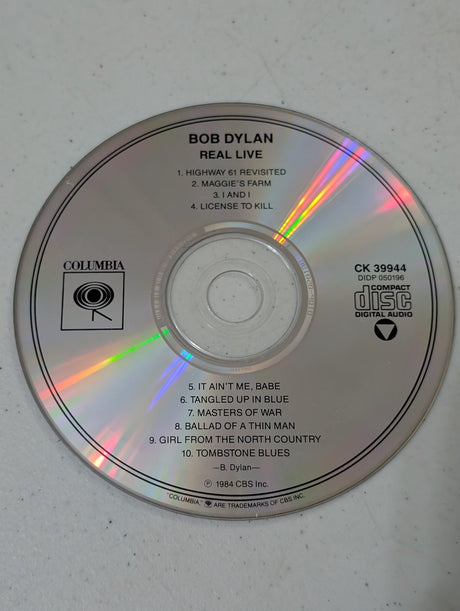 BOB DYLAN
REAL LIVE
1. HIGHWAY 61 REVISITED
2. MAGGIE'S FARM
3. I AND I
4. LICENSE TO KILL
COLUMBIA
CK 39944
DIDP 050196
COMPACT
disc
DIGITAL AUDIO
5. IT AIN'T ME, BABE
6. TANGLED UP IN BLUE
7. MASTERS OF WAR
8. BALLAD OF A THIN MAN
9. GIRL FROM THE NORTH COUNTRY
10. TOMBSTONE BLUES
—B. Dylan—
℗ 1984 CBS Inc.
"COLUMBIA," ARE TRADEMARKS OF CBS INC.